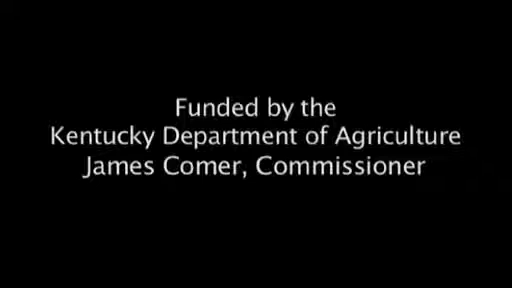 Funded by the
Kentucky Department of Agriculture
James Comer, Commissioner